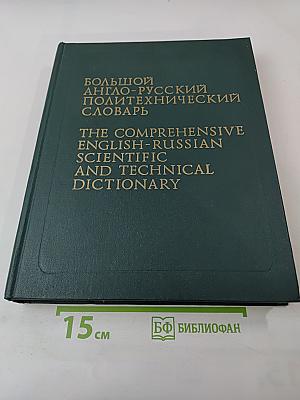 БОЛЬШОЙ
АНГЛО-РУССКИЙ
ПОЛИТЕХНИЧЕСКИЙ
СЛОВАРЬ
THE COMPREHENSIVE
ENGLISH-RUSSIAN
SCIENTIFIC
AND TECHNICAL
DICTIONARY
15 см
БФ БИБЛИОФАН